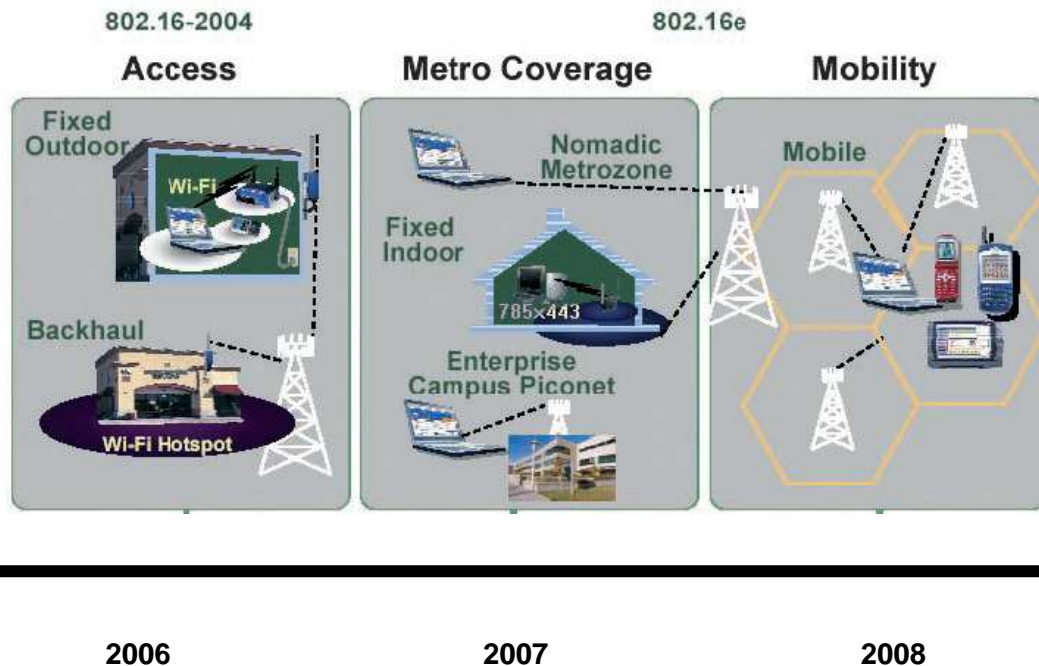 802.16-2004
802.16e
Access
Metro Coverage
Mobility
Fixed
Outdoor
Wi-Fi
Backhaul
Wi-Fi Hotspot
Nomadic
Metrozone
Fixed
Indoor
785x443
Enterprise
Campus Piconet
Mobile
2006
2007
2008